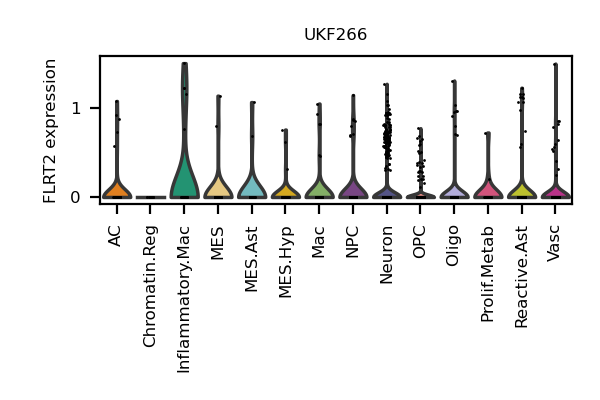 UKF266
FLRT2 expression
1
0
AC
Chromatin.Reg
Inflammatory.Mac
MES
MES.Ast
MES.Hyp
Mac
NPC
Neuron
OPC
Oligo
Prolif.Metab
Reactive.Ast
Vasc